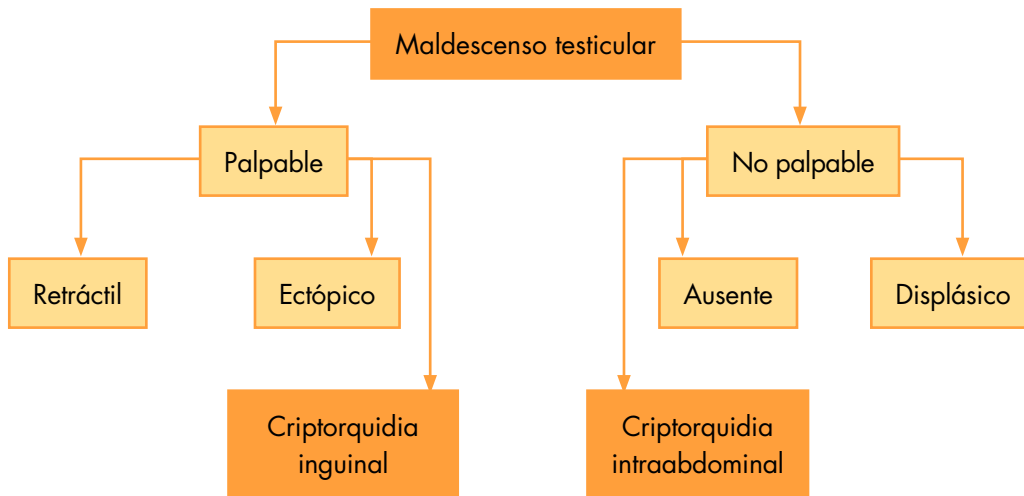 Maldescenso testicular
Palpable
No palpable
Retráctil
Ectópico
Ausente
Displásico
Criptorquidia
inguinal
Criptorquidia
intraabdominal